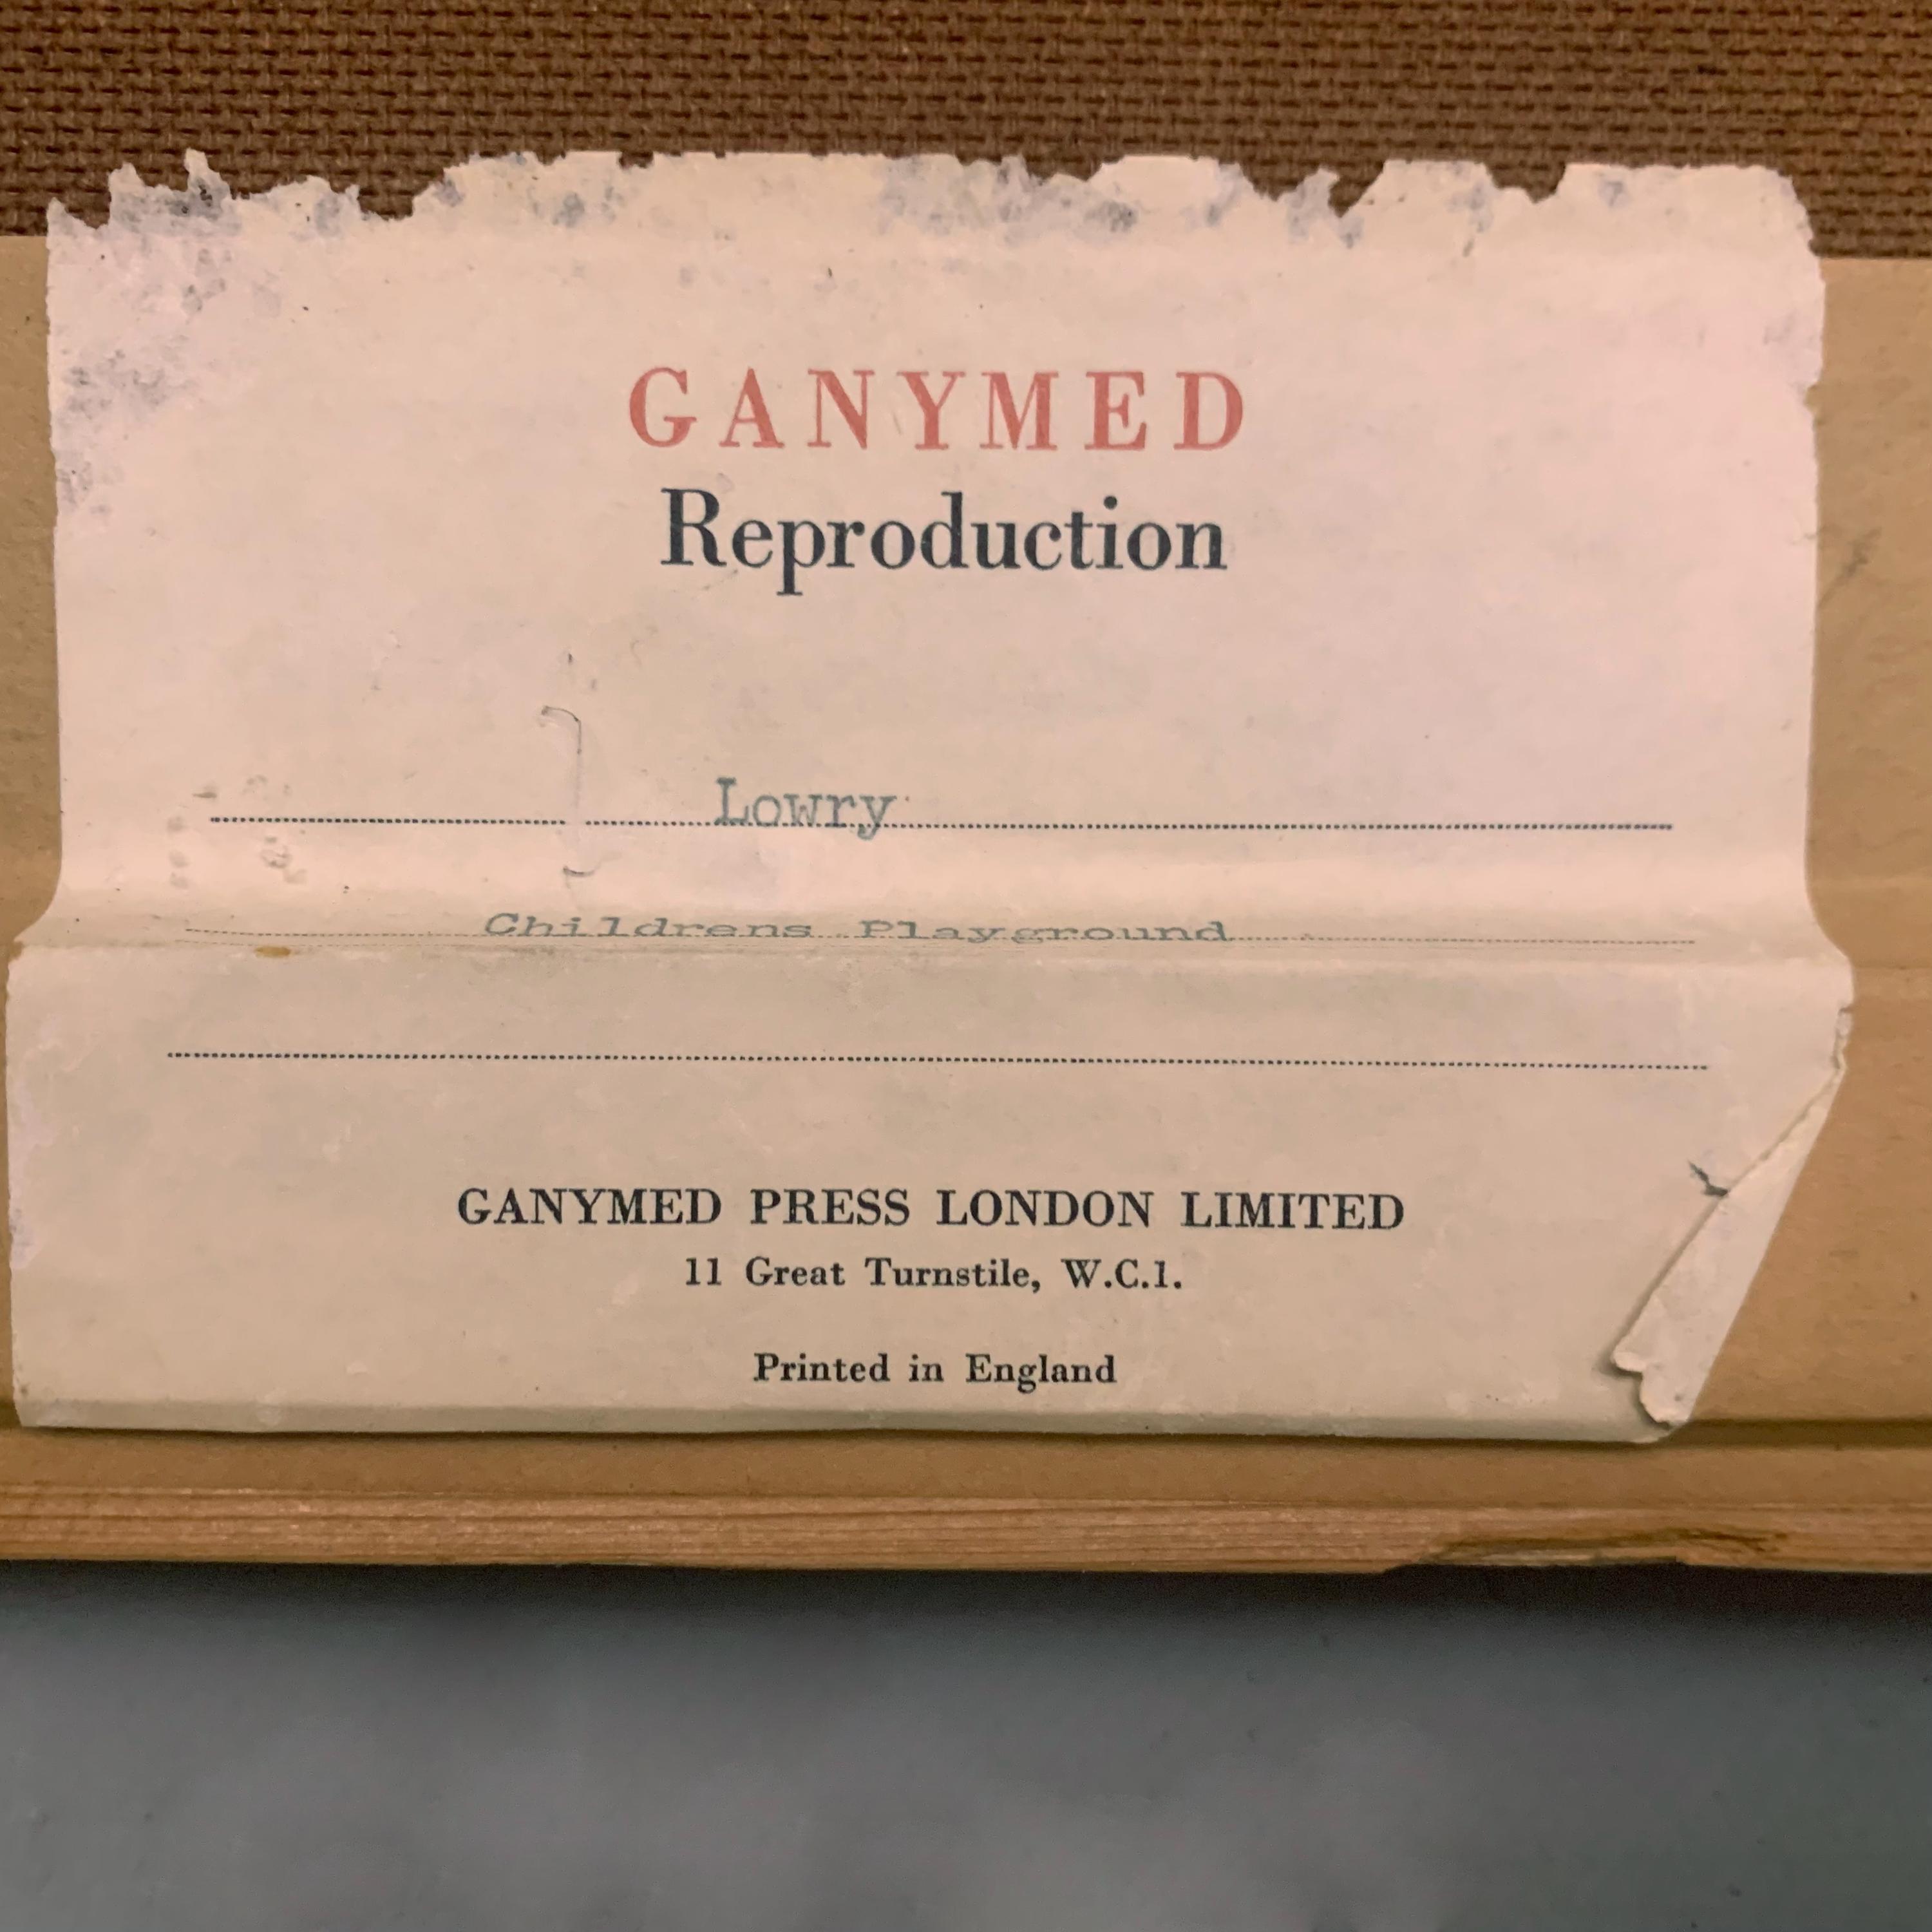 GANYMED
Reproduction
Lowry
Childrens Playground
GANYMED PRESS LONDON LIMITED
11 Great Turnstile, W.C.1.
Printed in England